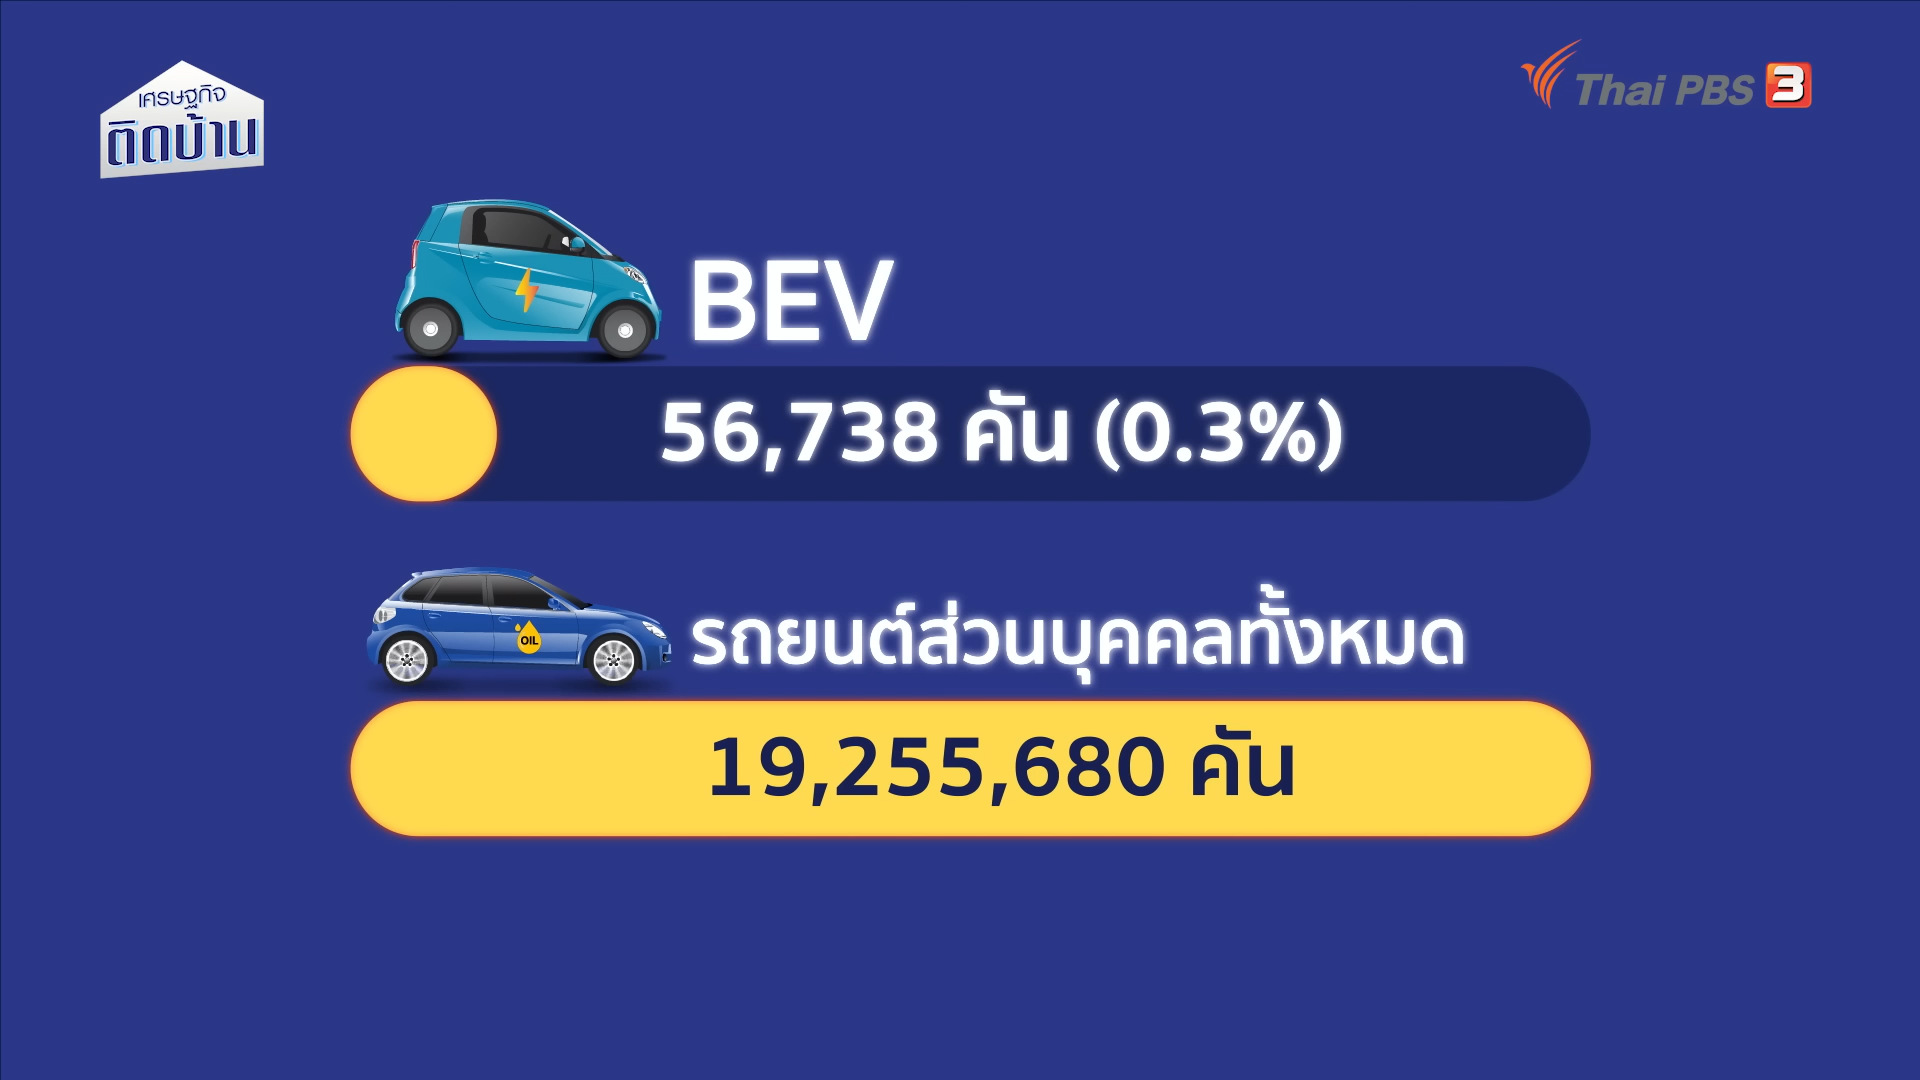 เศรษฐกิจ
ติดบ้าน
Thai PBS 3
BEV
56,738 คัน (0.3%)
OIL
รถยนต์ส่วนบุคคลทั้งหมด
19,255,680 คัน